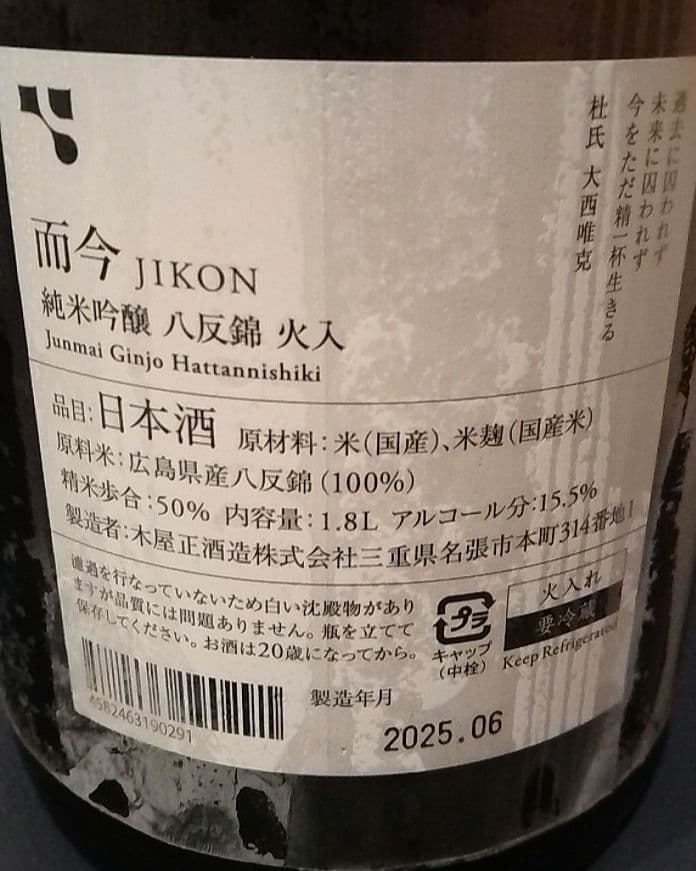 過去に囚われず
未来に囚われず
今をただ精一杯生きる
杜氏 大西唯克
而今 JIKON
純米吟醸 八反錦 火入
Junmai Ginjo Hattannishiki
品目:日本酒 原材料:米(国産)、米麹(国産米)
原料米:広島県産八反錦(100%)
精米歩合:50% 内容量:1.8L アルコール分:15.5%
製造者:木屋正酒造株式会社三重県名張市本町314番地1
濾過を行なっていないため白い沈殿物があり
ますが品質には問題ありません。瓶を立てて
保存してください。お酒は20歳になってから。
プラ
キャップ
(中栓)
火入れ
要冷蔵
Keep Refrigerated
4582463190291
製造年月
2025.06